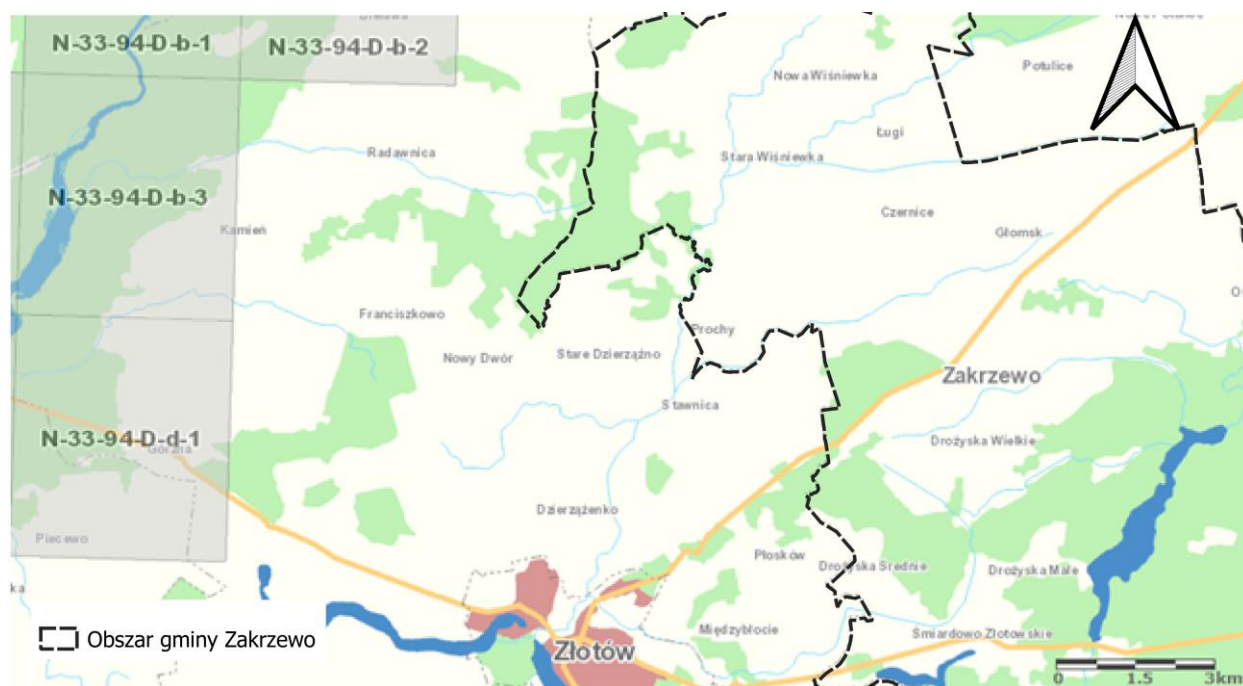 N-33-94-D-b-1
N-33-94-D-b-2
Nowa Wiśniewka
Potulice
Ługi
Radawnica
Stara Wiśniewka
N-33-94-D-b-3
Czernice
Kamień
Głomsk
Franciszkowo
Prochy
Nowy Dwór
Stare Dzierzążno
Zakrzewo
Stawnica
N-33-94-D-d-1
Drożyska Wielkie
Górzna
Dzierzążenko
Piecewo
Płosków
Drożyska Średnie
Drożyska Małe
Międzybłocie
Śmiardowo Złotowskie
Obszar gminy Zakrzewo
Złotów
0 1.5 3km